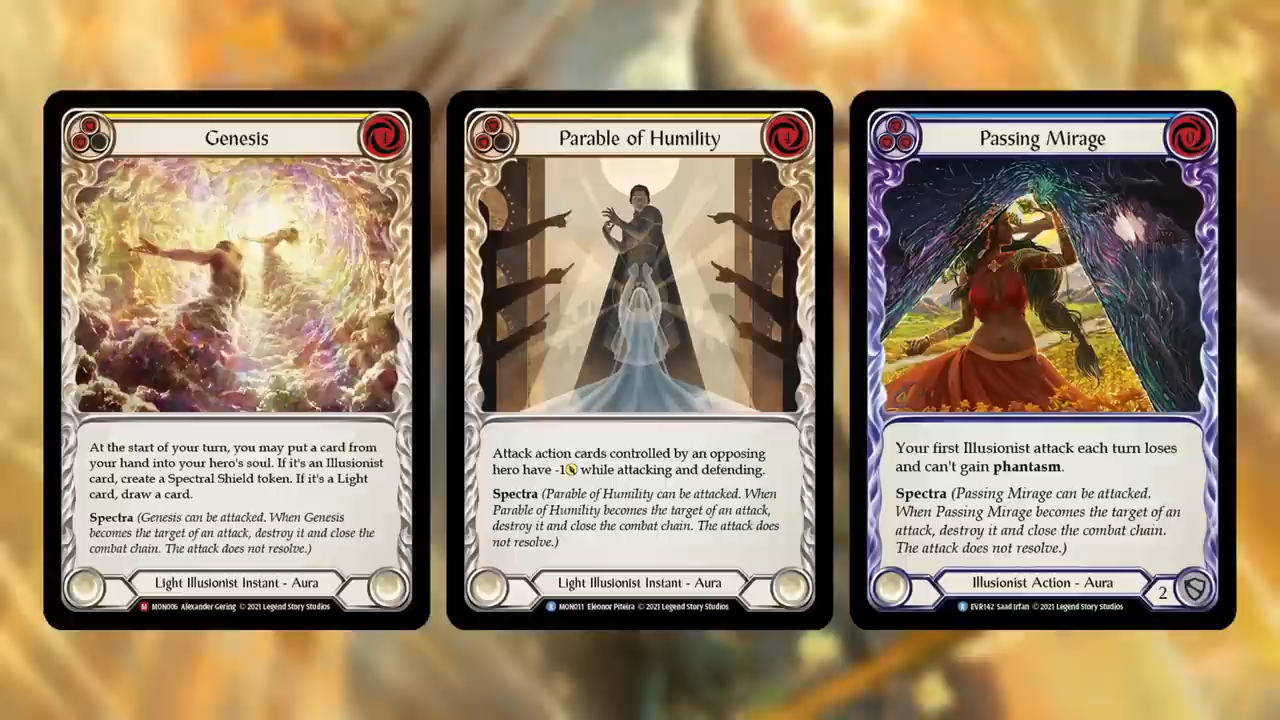 Genesis
At the start of your turn, you may put a card from
your hand into your hero's soul. If it's an Illusionist
card, create a Spectral Shield token. If it's a Light
card, draw a card.
Spectra (Genesis can be attacked. When Genesis
becomes the target of an attack, destroy it and close the
combat chain. The attack does not resolve.)
Light Illusionist Instant - Aura
M MON006 Alexander Gering © 2021 Legend Story Studios
Parable of Humility
Attack action cards controlled by an opposing
hero have -1 while attacking and defending.
Spectra (Parable of Humility can be attacked. When
Parable of Humility becomes the target of an attack,
destroy it and close the combat chain. The attack does
not resolve.)
Light Illusionist Instant - Aura
R MON011 Eleonor Piteira © 2021 Legend Story Studios
Passing Mirage
Your first Illusionist attack each turn loses
and can't gain phantasm.
Spectra (Passing Mirage can be attacked.
When Passing Mirage becomes the target of an
attack, destroy it and close the combat chain.
The attack does not resolve.)
Illusionist Action - Aura
2
R EVR142 Saad Irfan © 2021 Legend Story Studios